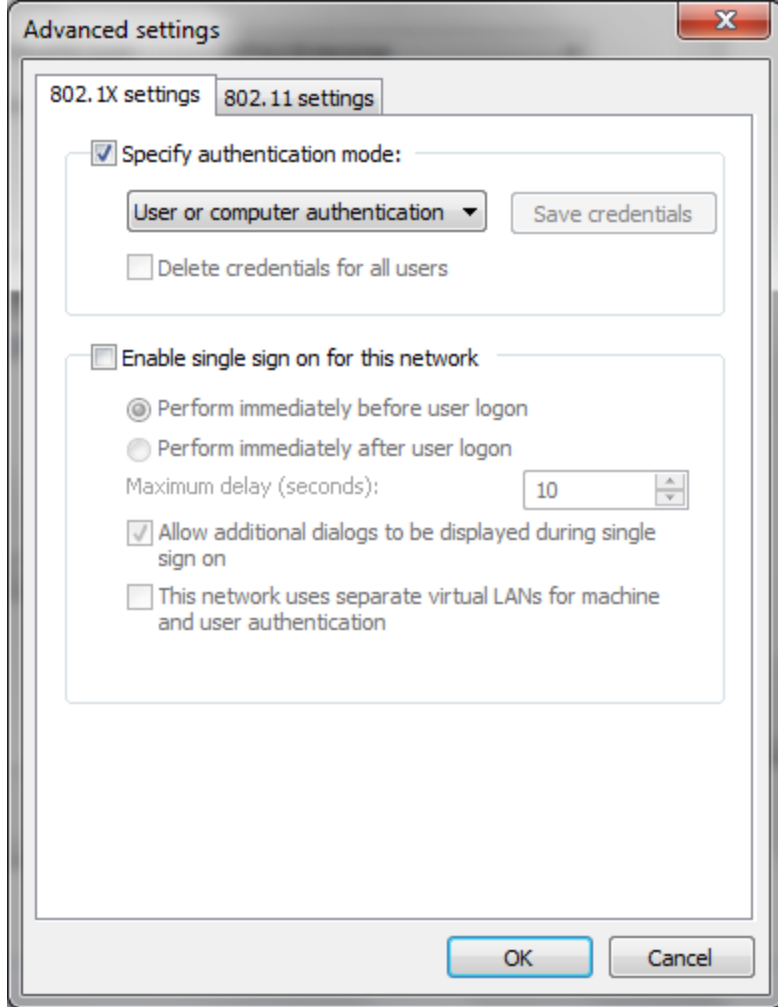 Advanced settings
802.1X settings
802.11 settings
Specify authentication mode:
User or computer authentication
Save credentials
Delete credentials for all users
Enable single sign on for this network
Perform immediately before user logon
Perform immediately after user logon
Maximum delay (seconds):
10
Allow additional dialogs to be displayed during single
sign on
This network uses separate virtual LANs for machine
and user authentication
OK
Cancel